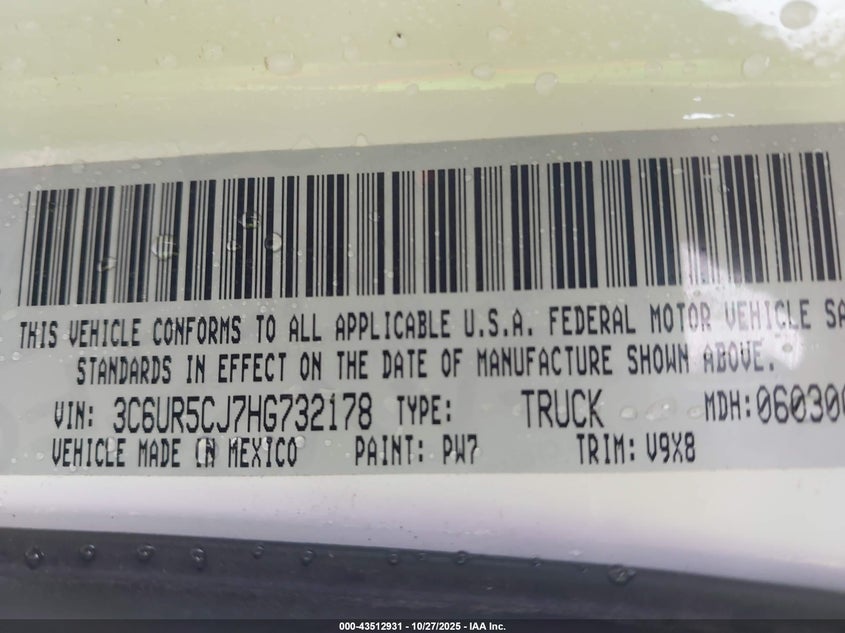 THIS VEHICLE CONFORMS TO ALL APPLICABLE U.S.A. FEDERAL MOTOR VEHICLE SA
STANDARDS IN EFFECT ON THE DATE OF MANUFACTURE SHOWN ABOVE.
VIN: 3C6UR5CJ7HG732178 TYPE: TRUCK MDH:06030
VEHICLE MADE IN MEXICO PAINT: PW7 TRIM: V9X8
000-43512931 - 10/27/2025 - IAA Inc.